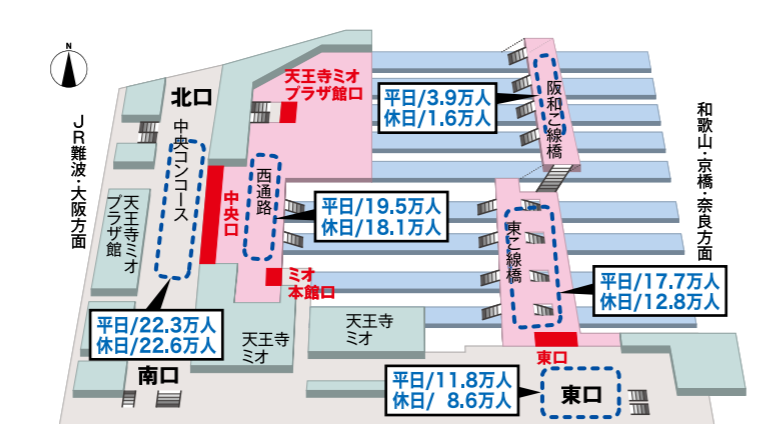 N
北口
天王寺ミオ
プラザ館口
平日/3.9万人
休日/1.6万人
阪和こ線橋
和歌山・京橋・奈良方面
JR難波・大阪方面
中央コンコース
西通路
中央口
平日/19.5万人
休日/18.1万人
東こ線橋
天王寺ミオ
プラザ館
ミオ
本館口
平日/17.7万人
休日/12.8万人
平日/22.3万人
休日/22.6万人
天王寺
ミオ
天王寺
ミオ
東口
南口
平日/11.8万人
休日/ 8.6万人
東口